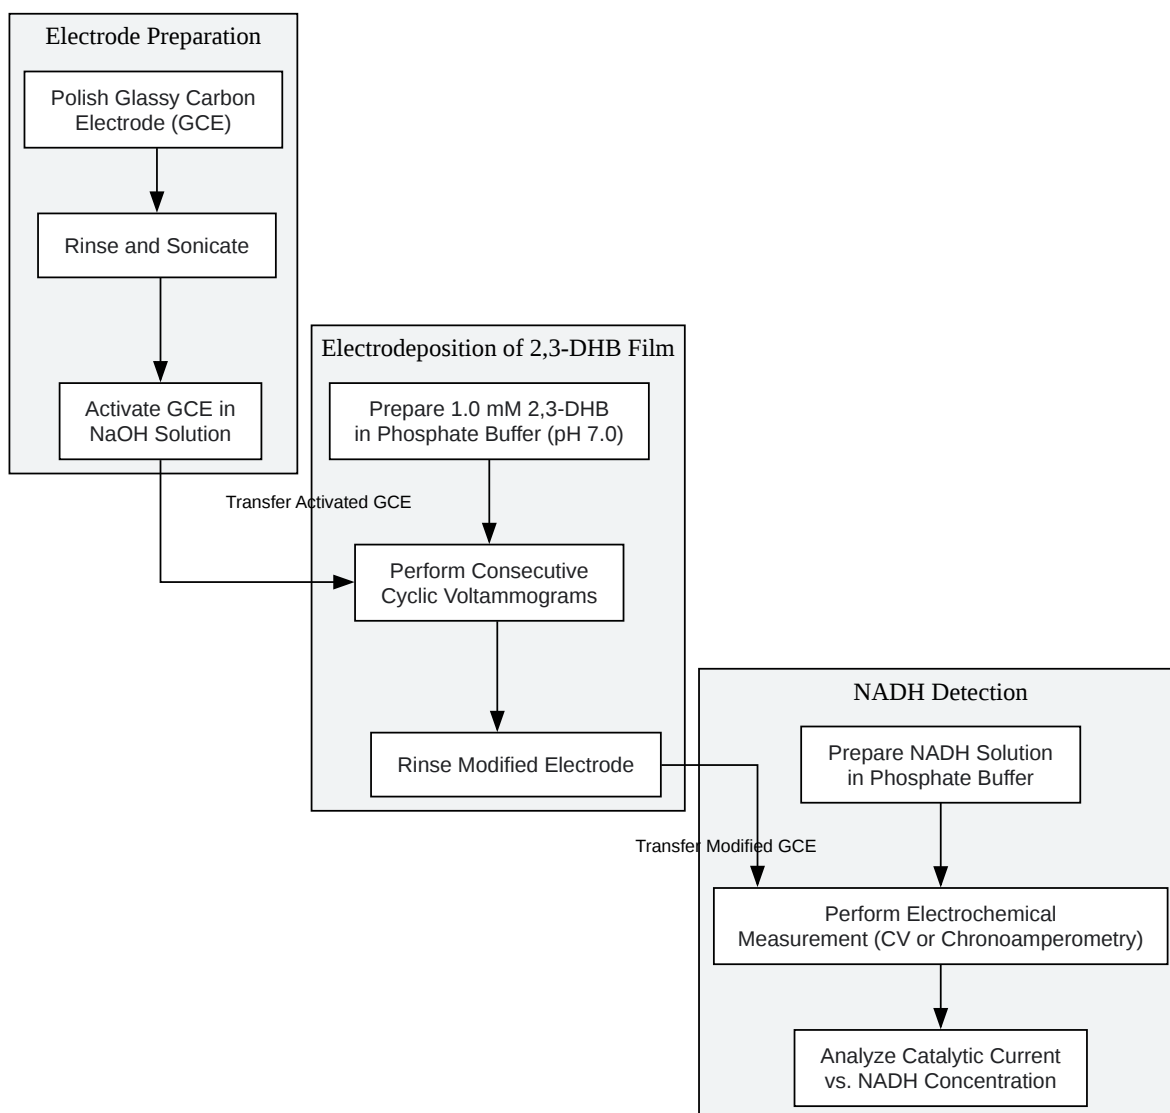 Electrode Preparation
Polish Glassy Carbon
Electrode (GCE)
Rinse and Sonicate
Activate GCE in
NaOH Solution
Transfer Activated GCE
Electrodeposition of 2,3-DHB Film
Prepare 1.0 mM 2,3-DHB
in Phosphate Buffer (pH 7.0)
Perform Consecutive
Cyclic Voltammograms
Rinse Modified Electrode
Transfer Modified GCE
NADH Detection
Prepare NADH Solution
in Phosphate Buffer
Perform Electrochemical
Measurement (CV or Chronoamperometry)
Analyze Catalytic Current
vs. NADH Concentration